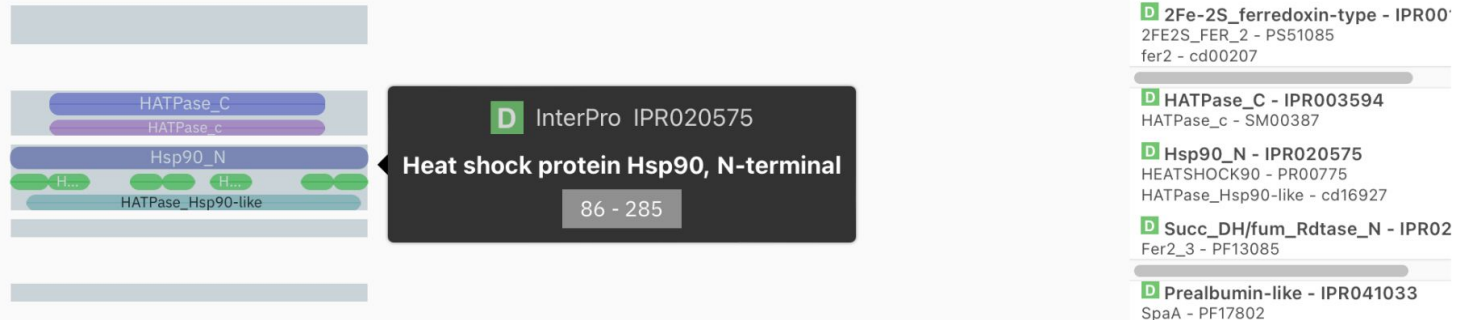 HATPase_C
HATPase_c
Hsp90_N
H...
H...
HATPase_Hsp90-like
D InterPro IPR020575
Heat shock protein Hsp90, N-terminal
86 - 285
D 2Fe-2S_ferredoxin-type - IPR00
2FE2S_FER_2 - PS51085
fer2 - cd00207
D HATPase_C - IPR003594
HATPase_c - SM00387
D Hsp90_N - IPR020575
HEATSHOCK90 - PR00775
HATPase_Hsp90-like - cd16927
D Succ_DH/fum_Rdtase_N - IPR02
Fer2_3 - PF13085
D Prealbumin-like - IPR041033
SpaA - PF17802